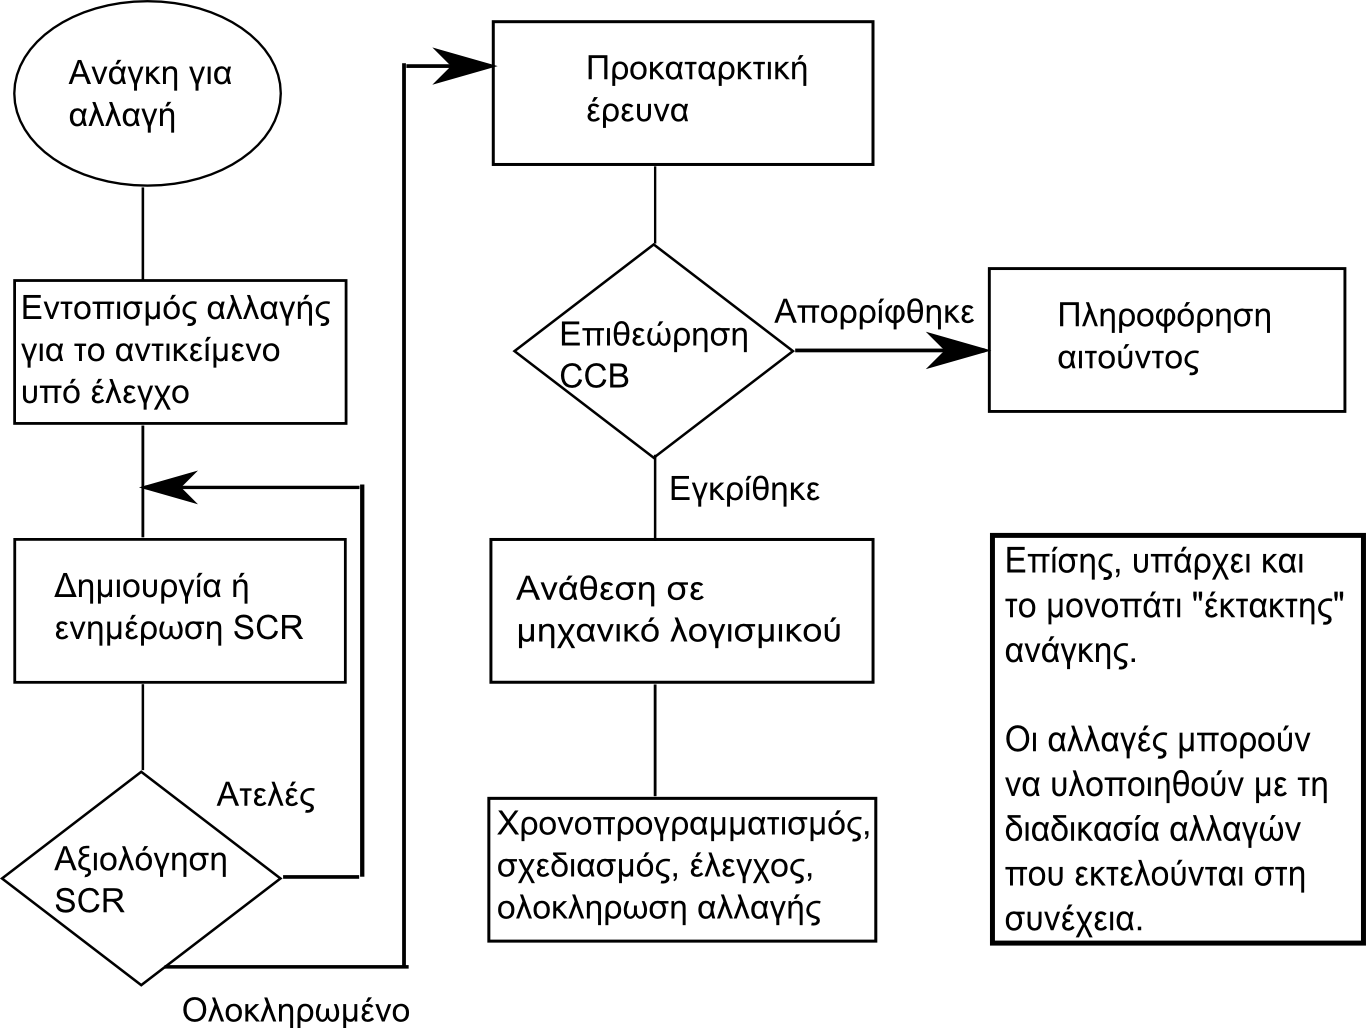 Ανάγκη για
αλλαγή
Εντοπισμός αλλαγής
για το αντικείμενο
υπό έλεγχο
Δημιουργία ή
ενημέρωση SCR
Ατελές
Αξιολόγηση
SCR
Ολοκληρωμένο
Προκαταρκτική
έρευνα
Επιθεώρηση
CCB
Απορρίφθηκε
Πληροφόρηση
αιτούντος
Εγκρίθηκε
Ανάθεση σε
μηχανικό λογισμικού
Χρονοπρογραμματισμός,
σχεδιασμός, έλεγχος,
ολοκληρωση αλλαγής
Επίσης, υπάρχει και
το μονοπάτι "έκτακτης"
ανάγκης.
Οι αλλαγές μπορούν
να υλοποιηθούν με τη
διαδικασία αλλαγών
που εκτελούνται στη
συνέχεια.